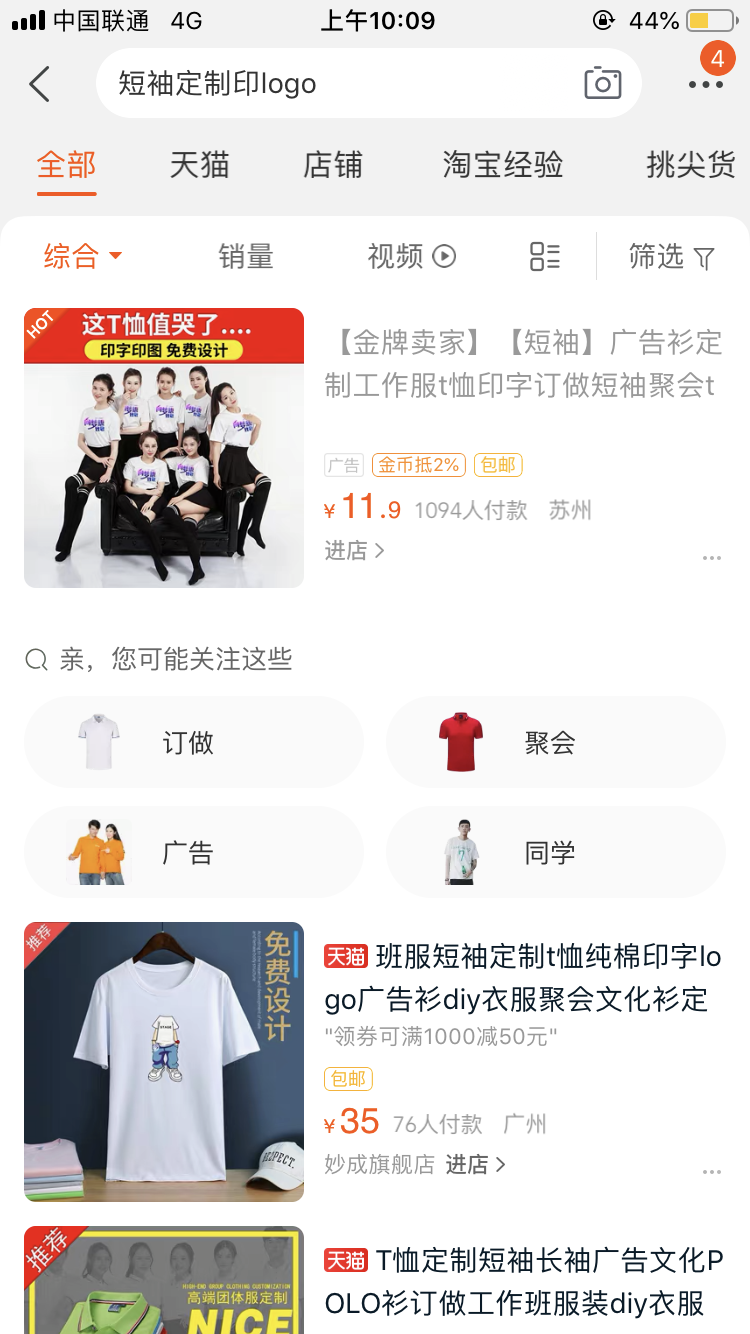 中国联通 4G 上午10:09 44%
短袖定制印logo
4
全部 天猫 店铺 淘宝经验 挑尖货
综合 销量 视频 筛选
HOT
这T恤值哭了....
印字印图 免费设计
【金牌卖家】【短袖】广告衫定
制工作服t恤印字订做短袖聚会t
广告 金币抵2% 包邮
¥11.9 1094人付款 苏州
进店
亲，您可能关注这些
订做 聚会
广告 同学
推荐
免费设计
RESPECT.
天猫 班服短袖定制t恤纯棉印字lo
go广告衫diy衣服聚会文化衫定
"领券可满1000减50元"
包邮
¥35 76人付款 广州
妙成旗舰店 进店
推荐
HIGH-END GROUP CLOTHING CUSTOMIZATION
高端团体服定制
NICE
天猫 T恤定制短袖长袖广告文化P
OLO衫订做工作班服装diy衣服